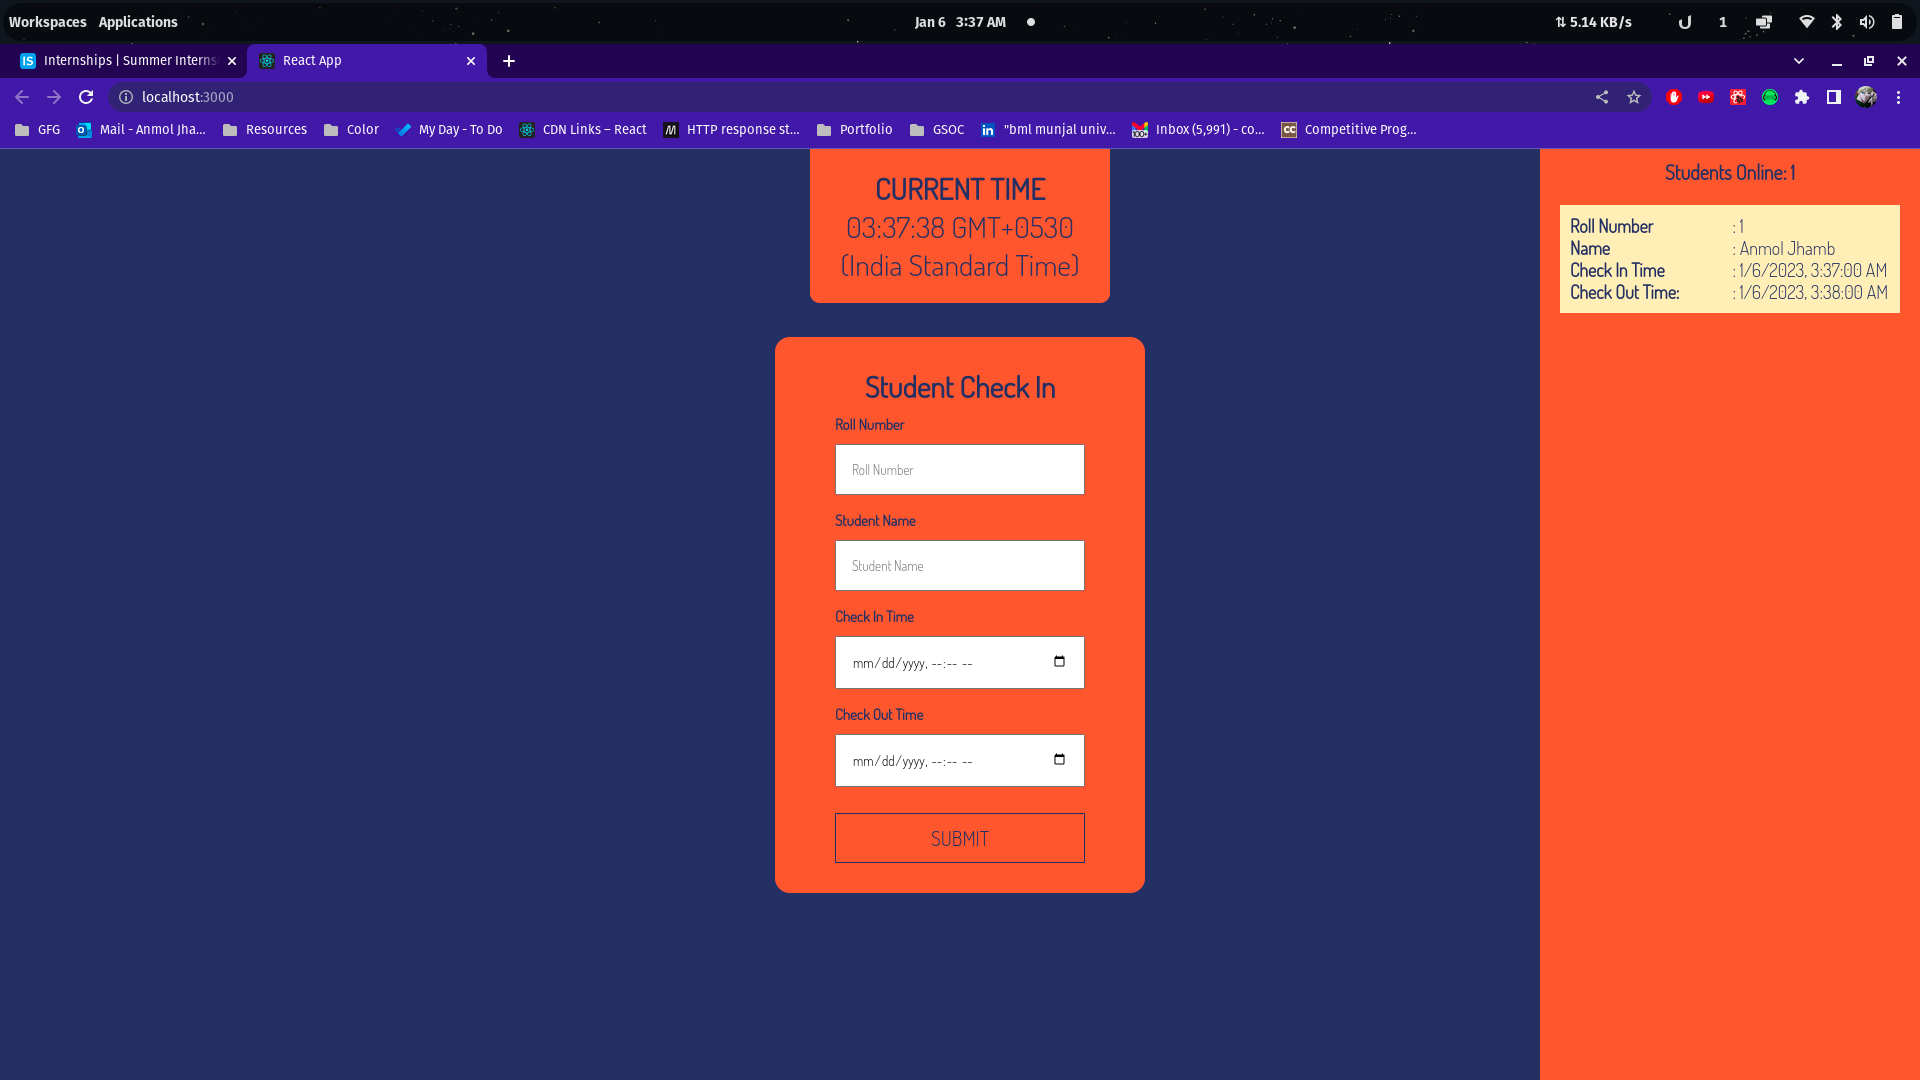 Workspaces Applications Jan 6 3:37 AM ⇅ 5.14 KB/s 1
IS Internships | Summer Interns React App
localhost:3000
GFG Mail - Anmol Jha... Resources Color My Day - To Do CDN Links – React M HTTP response st... Portfolio GSOC in "bml munjal univ... 100+ Inbox (5,991) - co... CC Competitive Prog...
CURRENT TIME
03:37:38 GMT+0530
(India Standard Time)
Student Check In
Roll Number
Roll Number
Student Name
Student Name
Check In Time
mm/dd/yyyy, --:-- --
Check Out Time
mm/dd/yyyy, --:-- --
SUBMIT
Students Online: 1
Roll Number : 1
Name : Anmol Jhamb
Check In Time : 1/6/2023, 3:37:00 AM
Check Out Time: : 1/6/2023, 3:38:00 AM